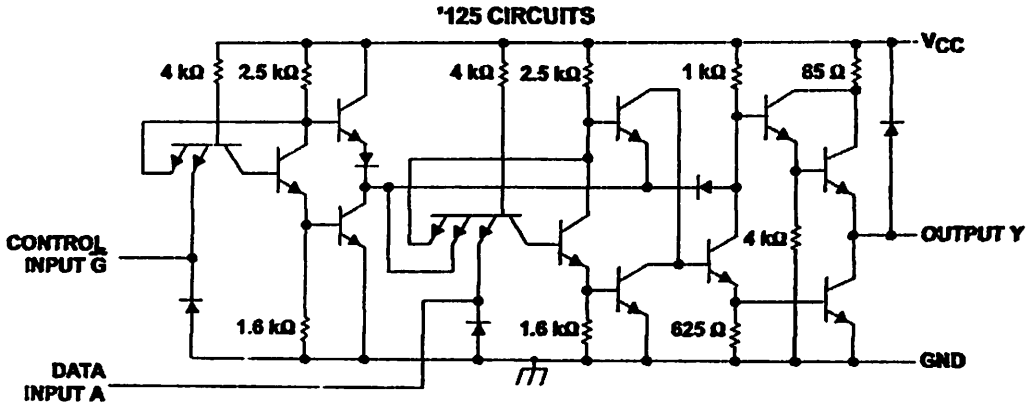 '125 CIRCUITS
VCC
4 kΩ
2.5 kΩ
4 kΩ
2.5 kΩ
1 kΩ
85 Ω
CONTROL
INPUT G̅
4 kΩ
OUTPUT Y
1.6 kΩ
1.6 kΩ
625 Ω
DATA
INPUT A
GND